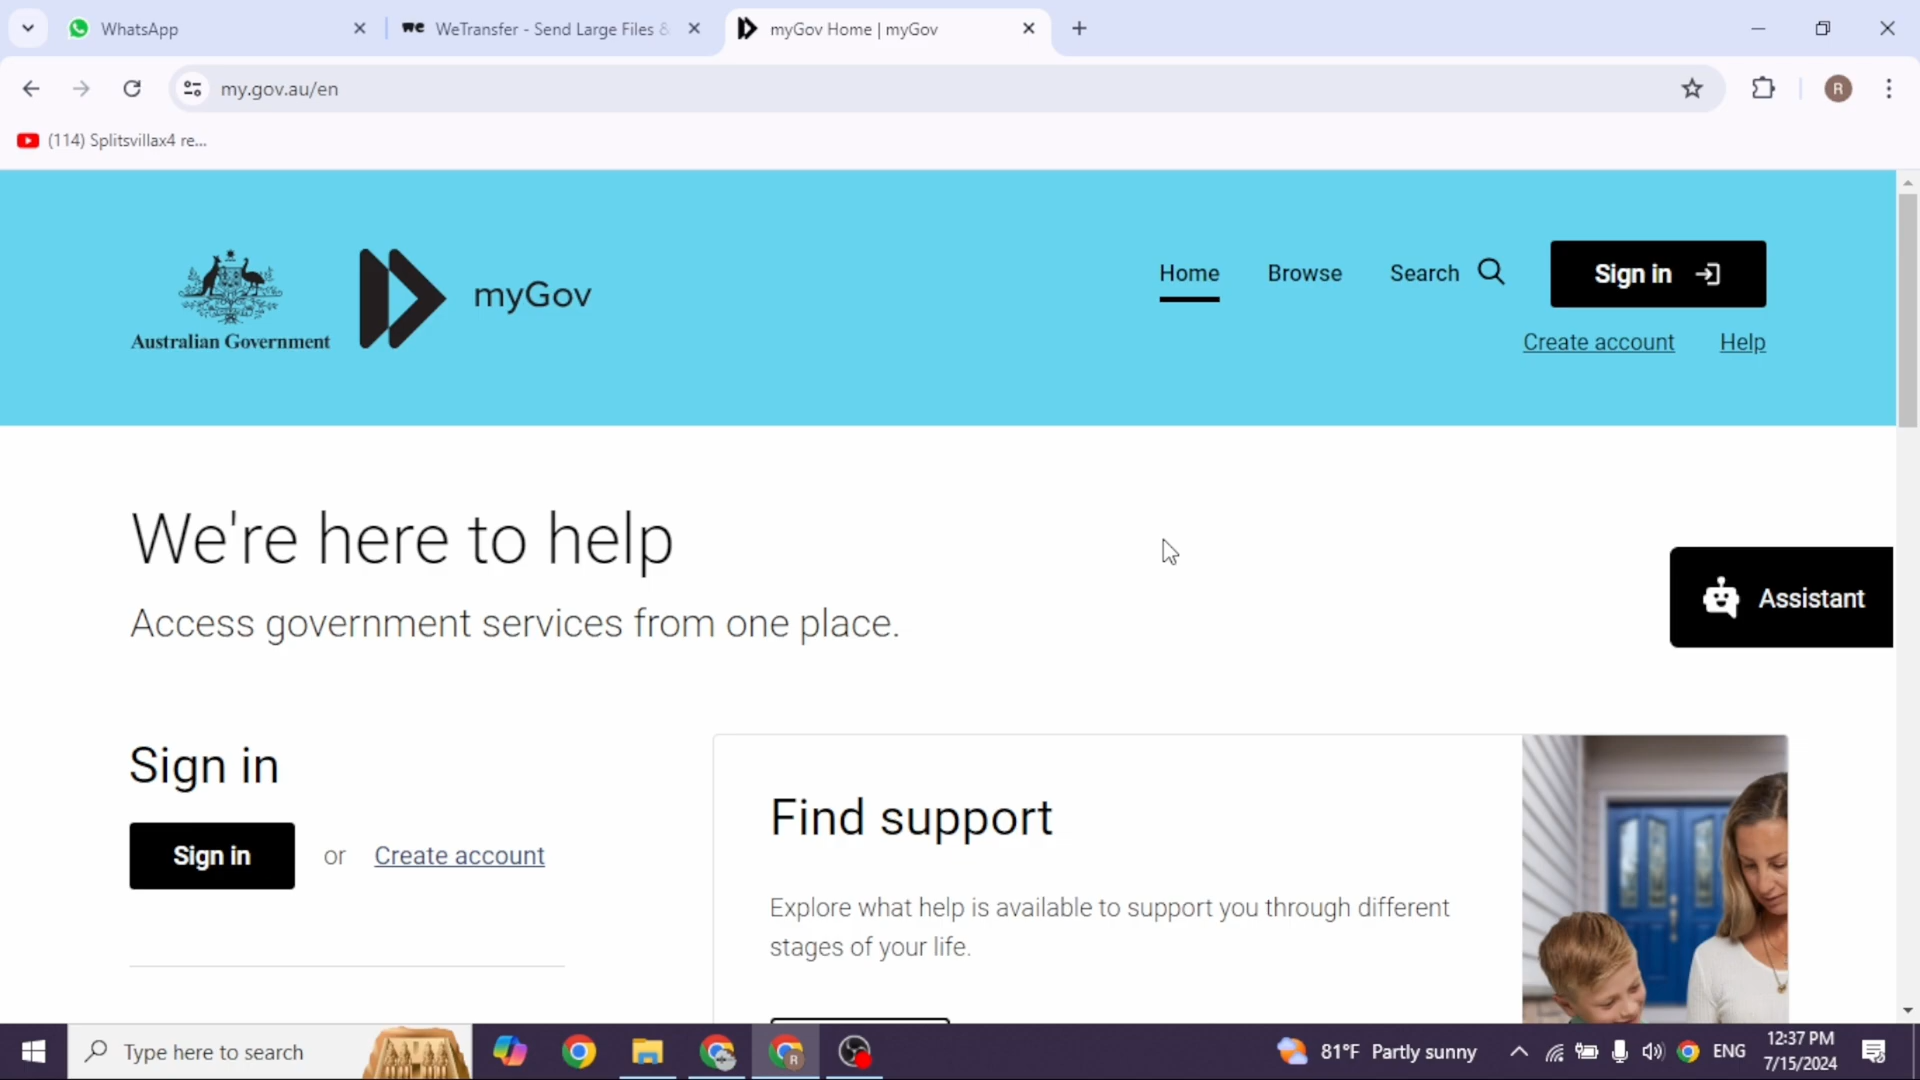 WhatsApp
WeTransfer - Send Large Files &
myGov Home | myGov
my.gov.au/en
R
(114) Splitsvillax4 re...
Australian Government
myGov
Home
Browse
Search
Sign in
Create account
Help
We're here to help
Access government services from one place.
Assistant
Sign in
Sign in or Create account
Find support
Explore what help is available to support you through different
stages of your life.
Type here to search
81°F Partly sunny
ENG
12:37 PM
7/15/2024